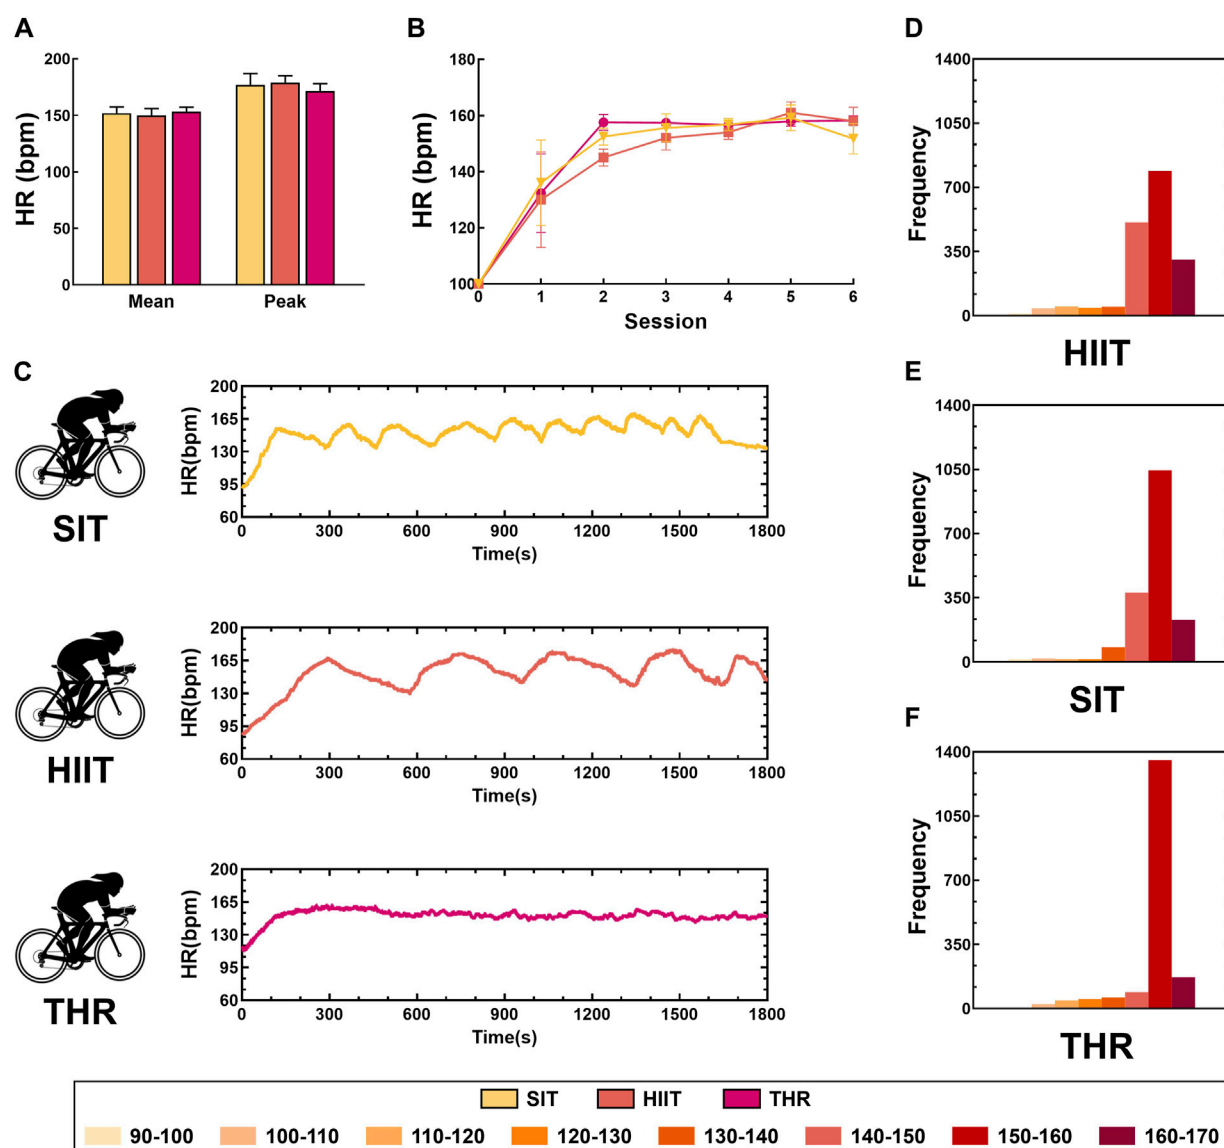 A
B
D
200
150
100
50
0
HR (bpm)
Mean
Peak
180
160
140
120
100
HR (bpm)
0
1
2
3
4
5
6
Session
1400
1050
700
350
0
Frequency
HIIT
C
SIT
200
165
130
95
60
HR(bpm)
0
300
600
900
1200
1500
1800
Time(s)
E
1400
1050
700
350
0
Frequency
SIT
HIIT
200
165
130
95
60
HR(bpm)
0
300
600
900
1200
1500
1800
Time(s)
F
1400
1050
700
350
0
Frequency
THR
THR
200
165
130
95
60
HR(bpm)
0
300
600
900
1200
1500
1800
Time(s)
SIT HIIT THR
90-100 100-110 110-120 120-130 130-140 140-150 150-160 160-170